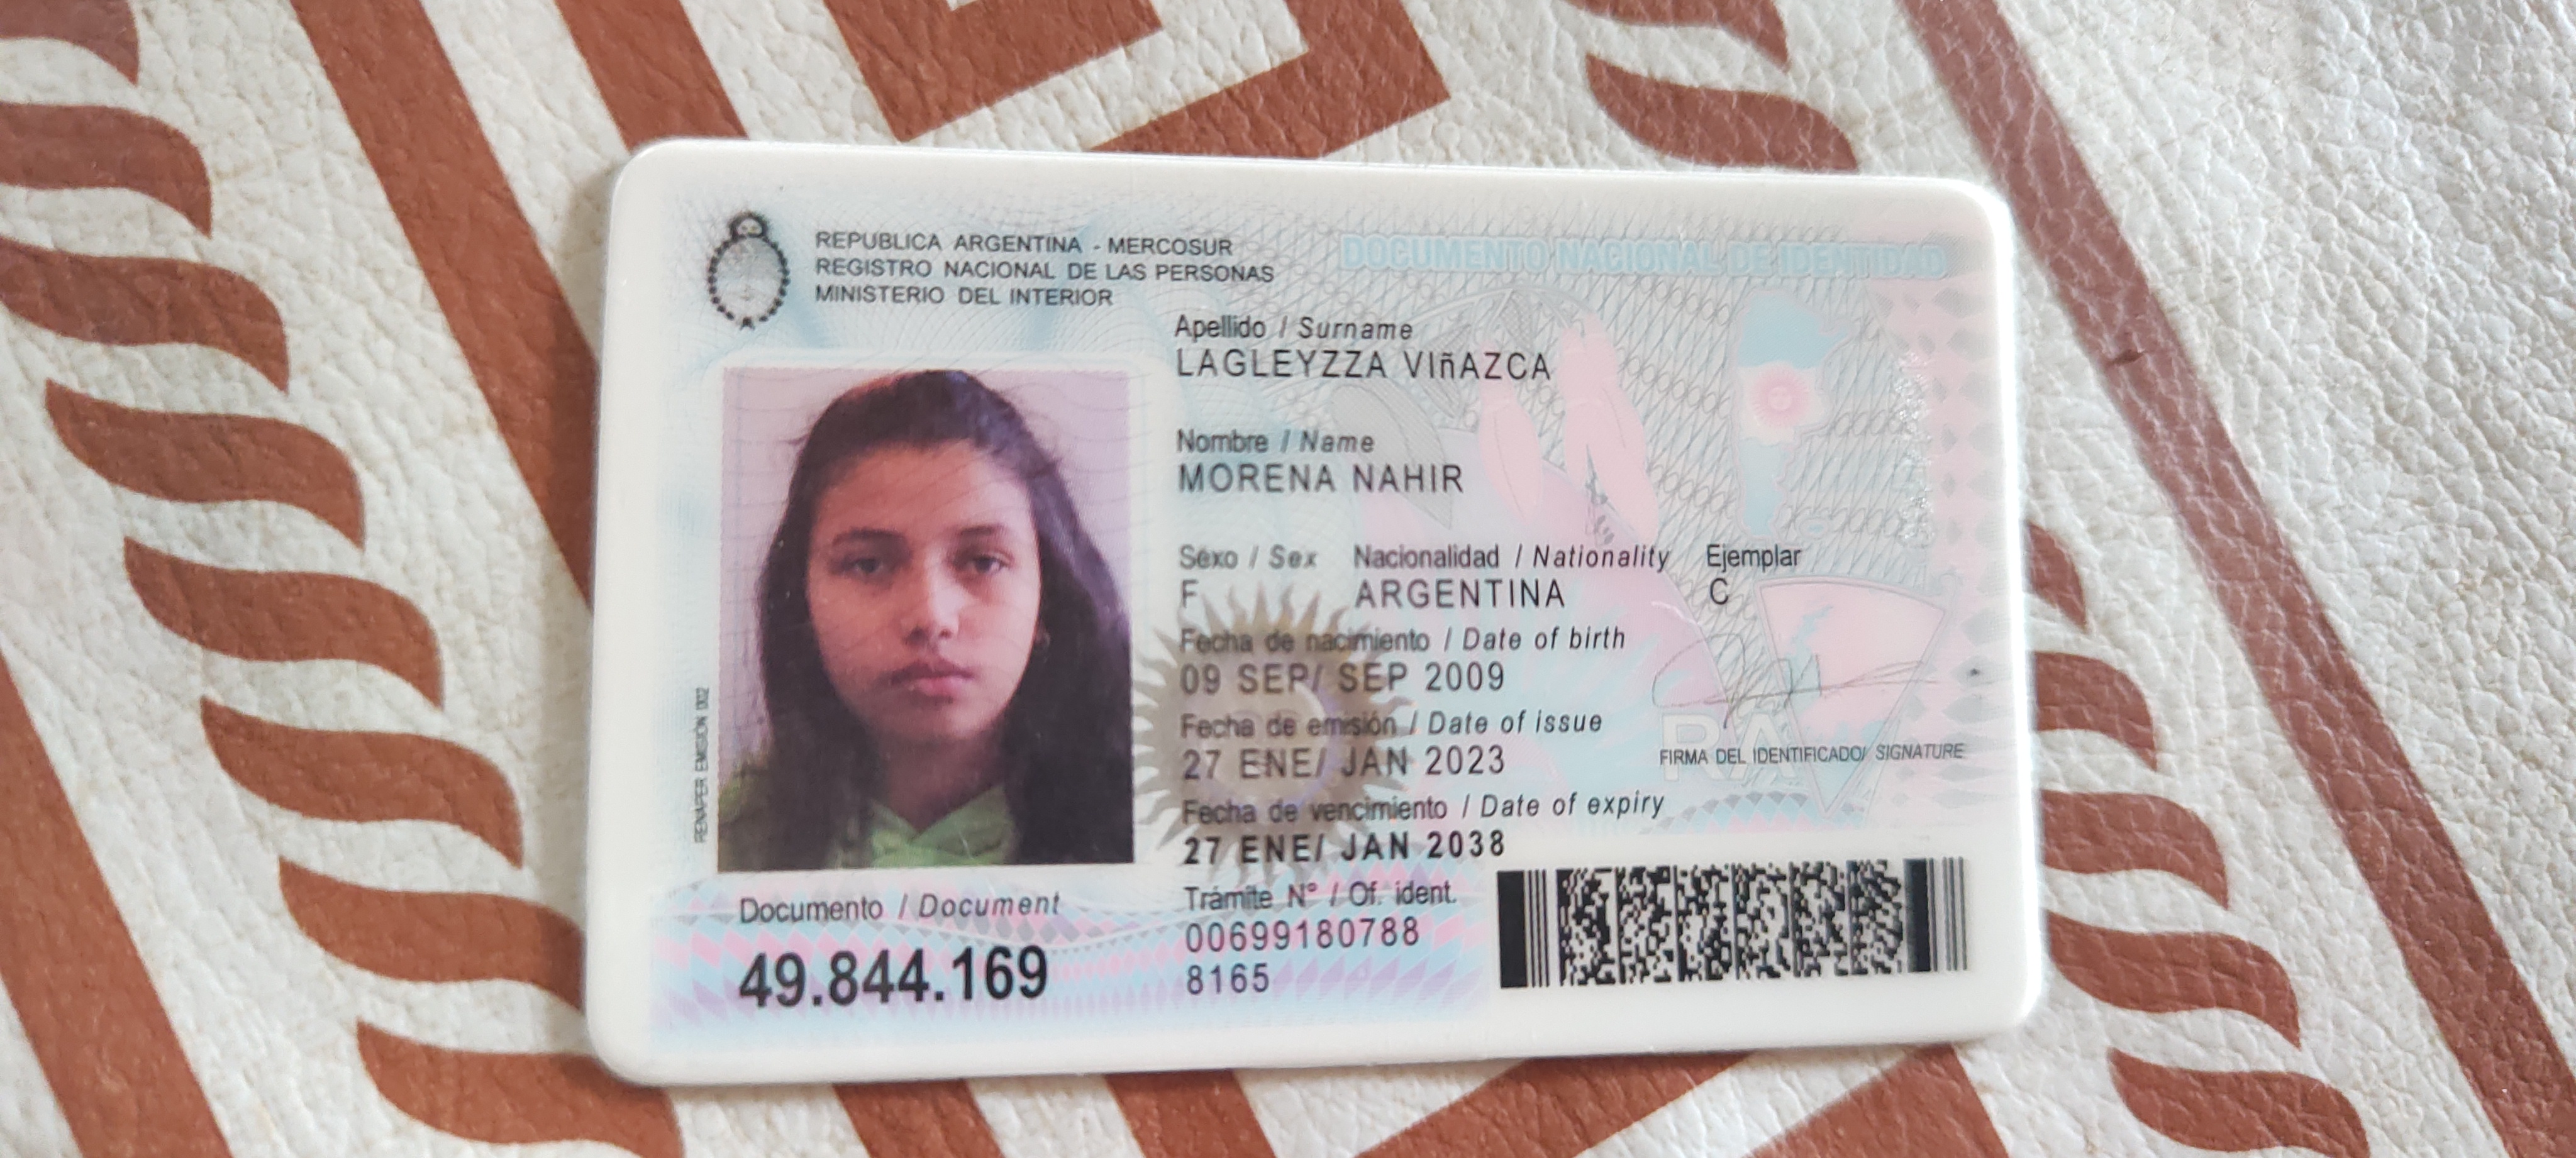 REPUBLICA ARGENTINA - MERCOSUR
REGISTRO NACIONAL DE LAS PERSONAS
MINISTERIO DEL INTERIOR
DOCUMENTO NACIONAL DE IDENTIDAD
Apellido / Surname
LAGLEYZZA VIñAZCA
Nombre / Name
MORENA NAHIR
Sexo / Sex Nacionalidad / Nationality Ejemplar
F ARGENTINA C
Fecha de nacimiento / Date of birth
09 SEP/ SEP 2009
Fecha de emisión / Date of issue
27 ENE/ JAN 2023
FIRMA DEL IDENTIFICADO/ SIGNATURE
Fecha de vencimiento / Date of expiry
27 ENE/ JAN 2038
Trámite N° / Of. ident.
00699180788
8165
Documento / Document
49.844.169
RENAPER EMISIÓN 002
RA